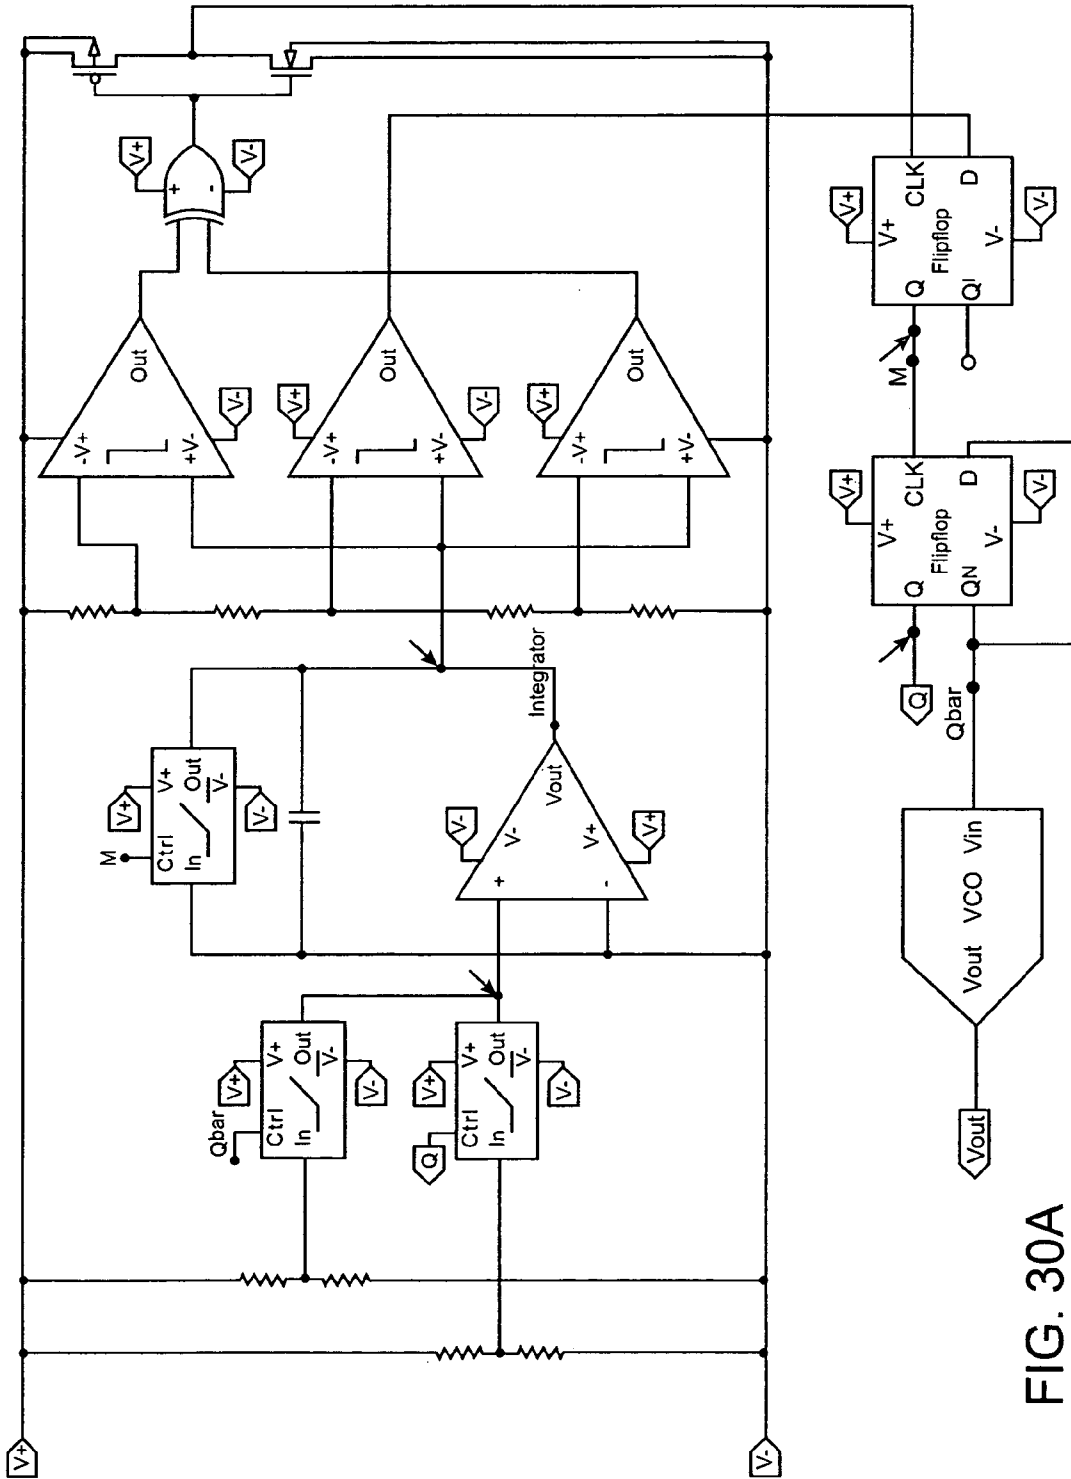 V+
V-
Qbar
Ctrl
V+
V+
In
Out
V-
V-
Q
Ctrl
V+
V+
In
Out
V-
V-
M
Ctrl
V+
V+
In
Out
V-
V-
V-
V-
+
-
V+
V+
Vout
Integrator
-V+
+V-
Out
V-
V+
-V+
+V-
Out
V-
V+
-V+
+V-
Out
V+
+
-
V-
Vout
Vout VCO Vin
Qbar
Q
V+
V+
Q
CLK
Flipflop
QN
D
V-
V-
M
V+
V+
Q
CLK
Flipflop
Q!
D
V-
V-
FIG. 30A